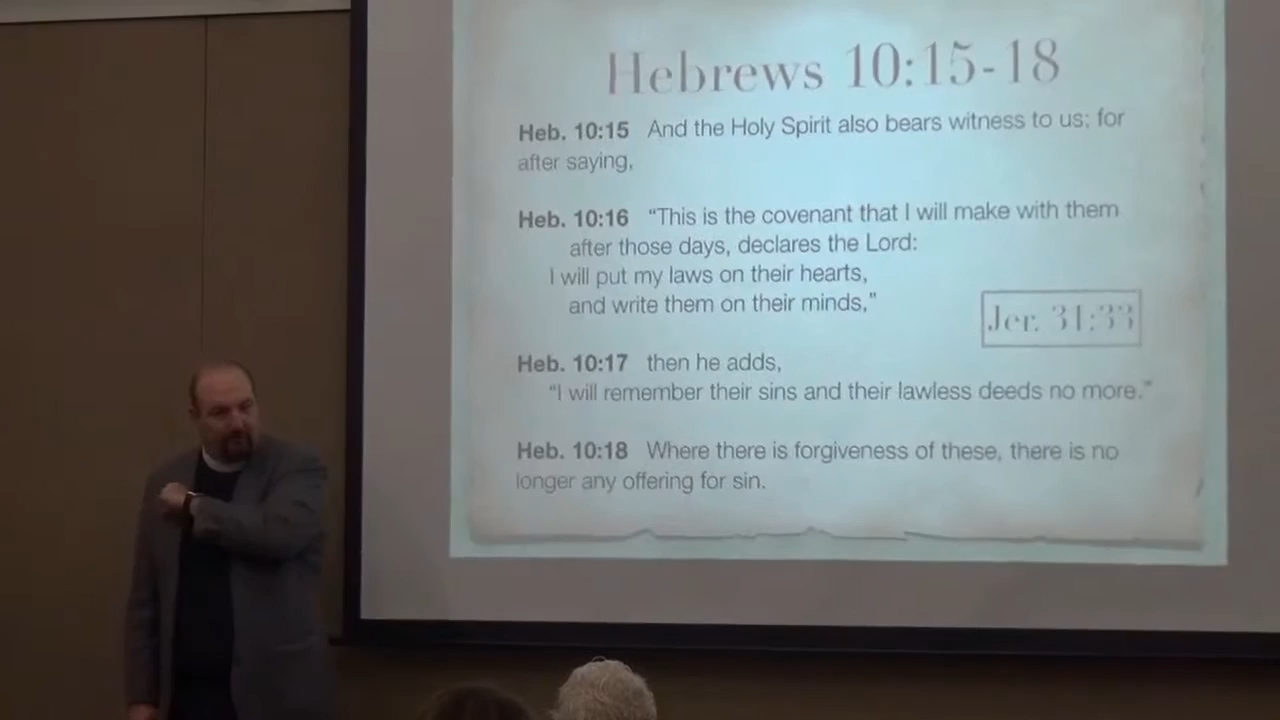 Hebrews 10:15-18
Heb. 10:15 And the Holy Spirit also bears witness to us; for
after saying,
Heb. 10:16 “This is the covenant that I will make with them
after those days, declares the Lord:
I will put my laws on their hearts,
and write them on their minds,”
Jer. 31:33
Heb. 10:17 then he adds,
“I will remember their sins and their lawless deeds no more.”
Heb. 10:18 Where there is forgiveness of these, there is no
longer any offering for sin.